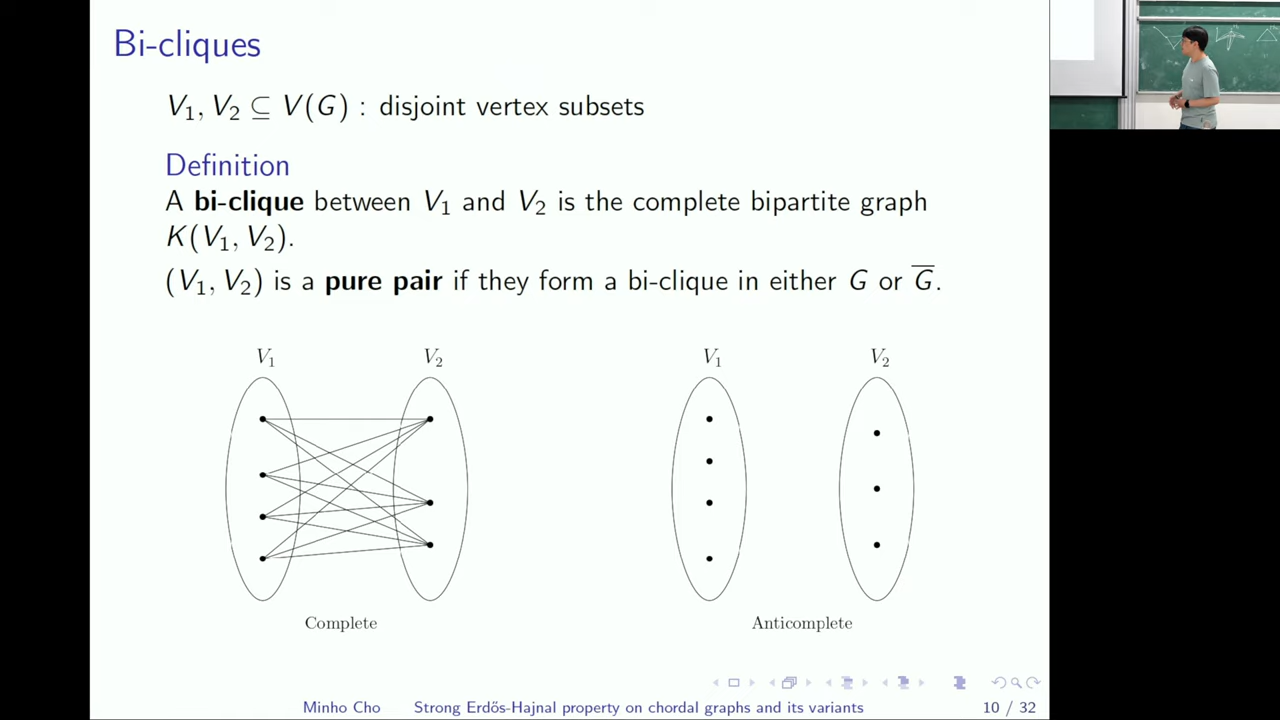 Bi-cliques
V₁, V₂ ⊆ V(G) : disjoint vertex subsets
Definition
A bi-clique between V₁ and V₂ is the complete bipartite graph
K(V₁, V₂).
(V₁, V₂) is a pure pair if they form a bi-clique in either G or G̅.
V₁ V₂ V₁ V₂
Complete Anticomplete
Minho Cho Strong Erdős-Hajnal property on chordal graphs and its variants 10 / 32